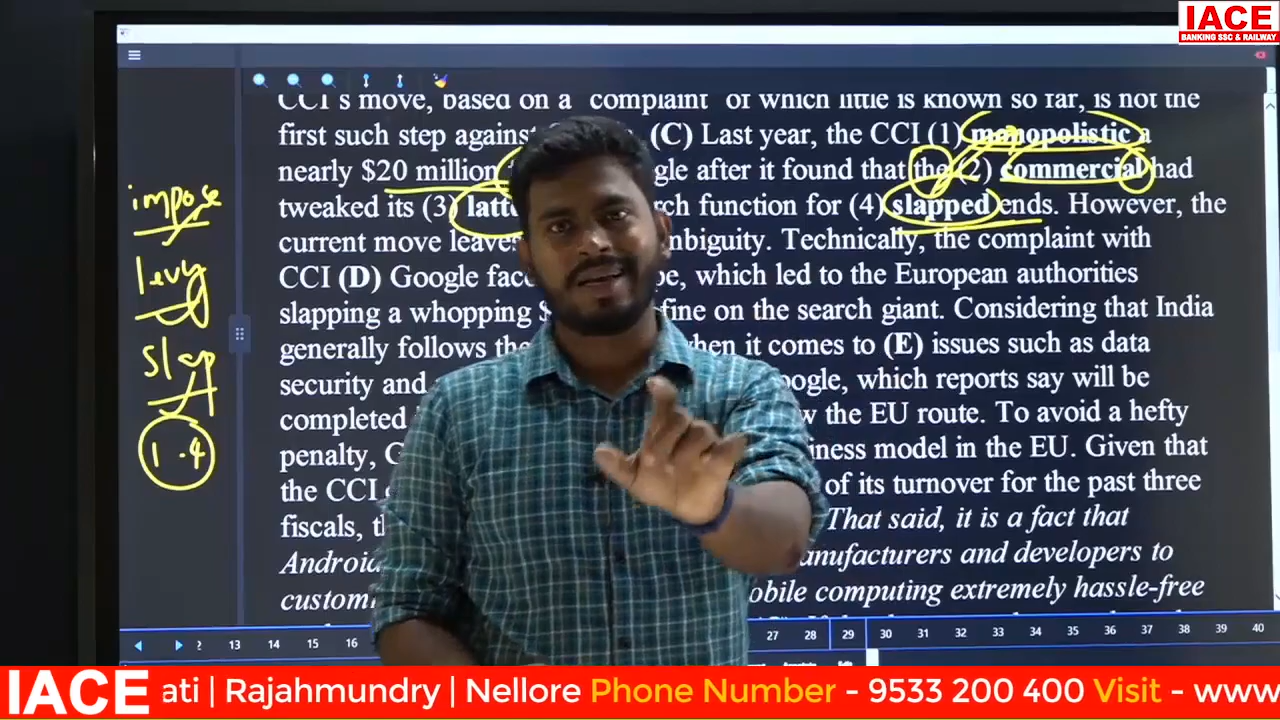 IACE
BANKING SSC & RAILWAY
CCI's move, based on a "complaint" of which little is known so far, is not the
first such step against (C) Last year, the CCI (1) monopolistic a
nearly $20 million gle after it found that the (2) commercial had
tweaked its (3) latt rch function for (4) slapped ends. However, the
current move leaves mbiguity. Technically, the complaint with
CCI (D) Google face pe, which led to the European authorities
slapping a whopping $ fine on the search giant. Considering that India
generally follows the when it comes to (E) issues such as data
security and oogle, which reports say will be
completed w the EU route. To avoid a hefty
penalty, G iness model in the EU. Given that
the CCI of its turnover for the past three
fiscals, th That said, it is a fact that
Android anufacturers and developers to
custom obile computing extremely hassle-free
impose
levy
slap
1-4
12 13 14 15 16 27 28 29 30 31 32 33 34 35 36 37 38 39 40
IACE ati | Rajahmundry | Nellore Phone Number - 9533 200 400 Visit - www